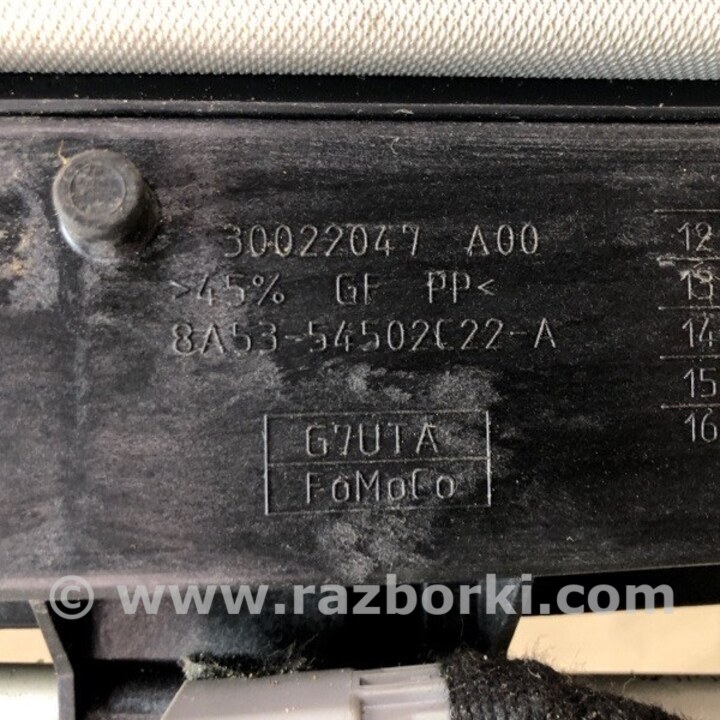 30022047 A00
>45% GF PP<
8A53-54502C22-A
G7UTA
FoMoCo
12
13
14
15
16
© www.razborki.com